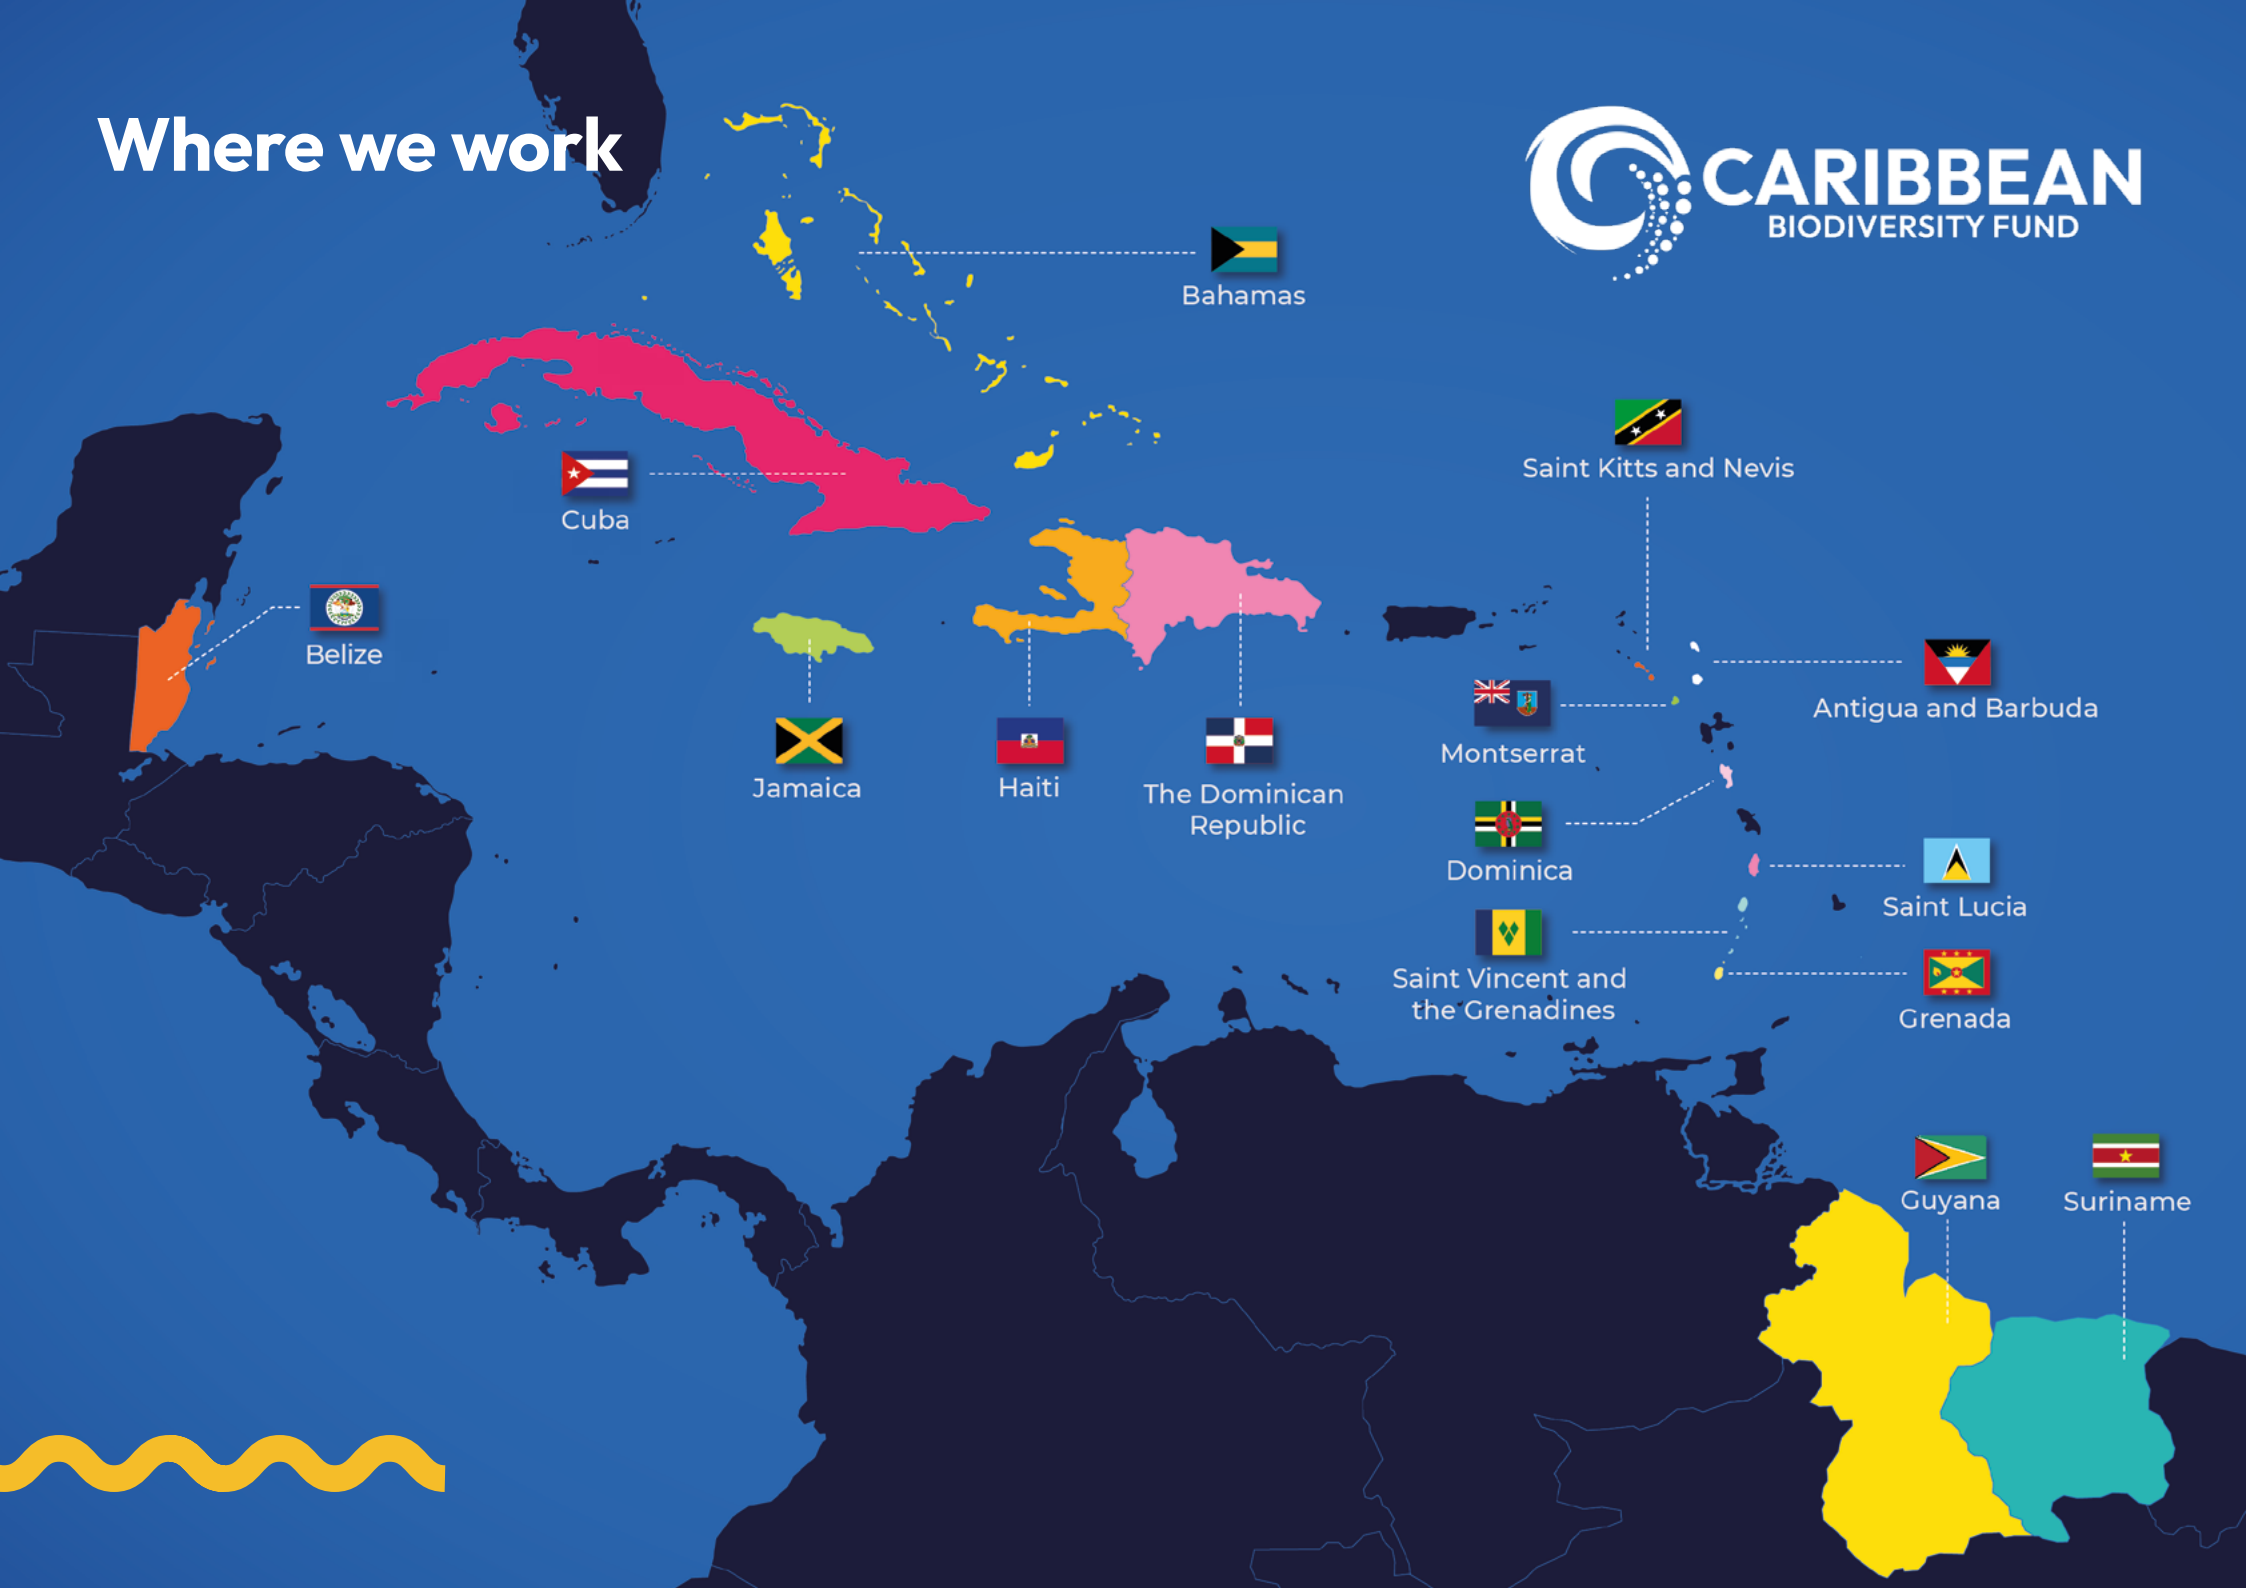 Where we work
CARIBBEAN
BIODIVERSITY FUND
Bahamas
Cuba
Saint Kitts and Nevis
Belize
Antigua and Barbuda
Montserrat
Jamaica
Haiti
The Dominican
Republic
Dominica
Saint Lucia
Saint Vincent and
the Grenadines
Grenada
Guyana
Suriname